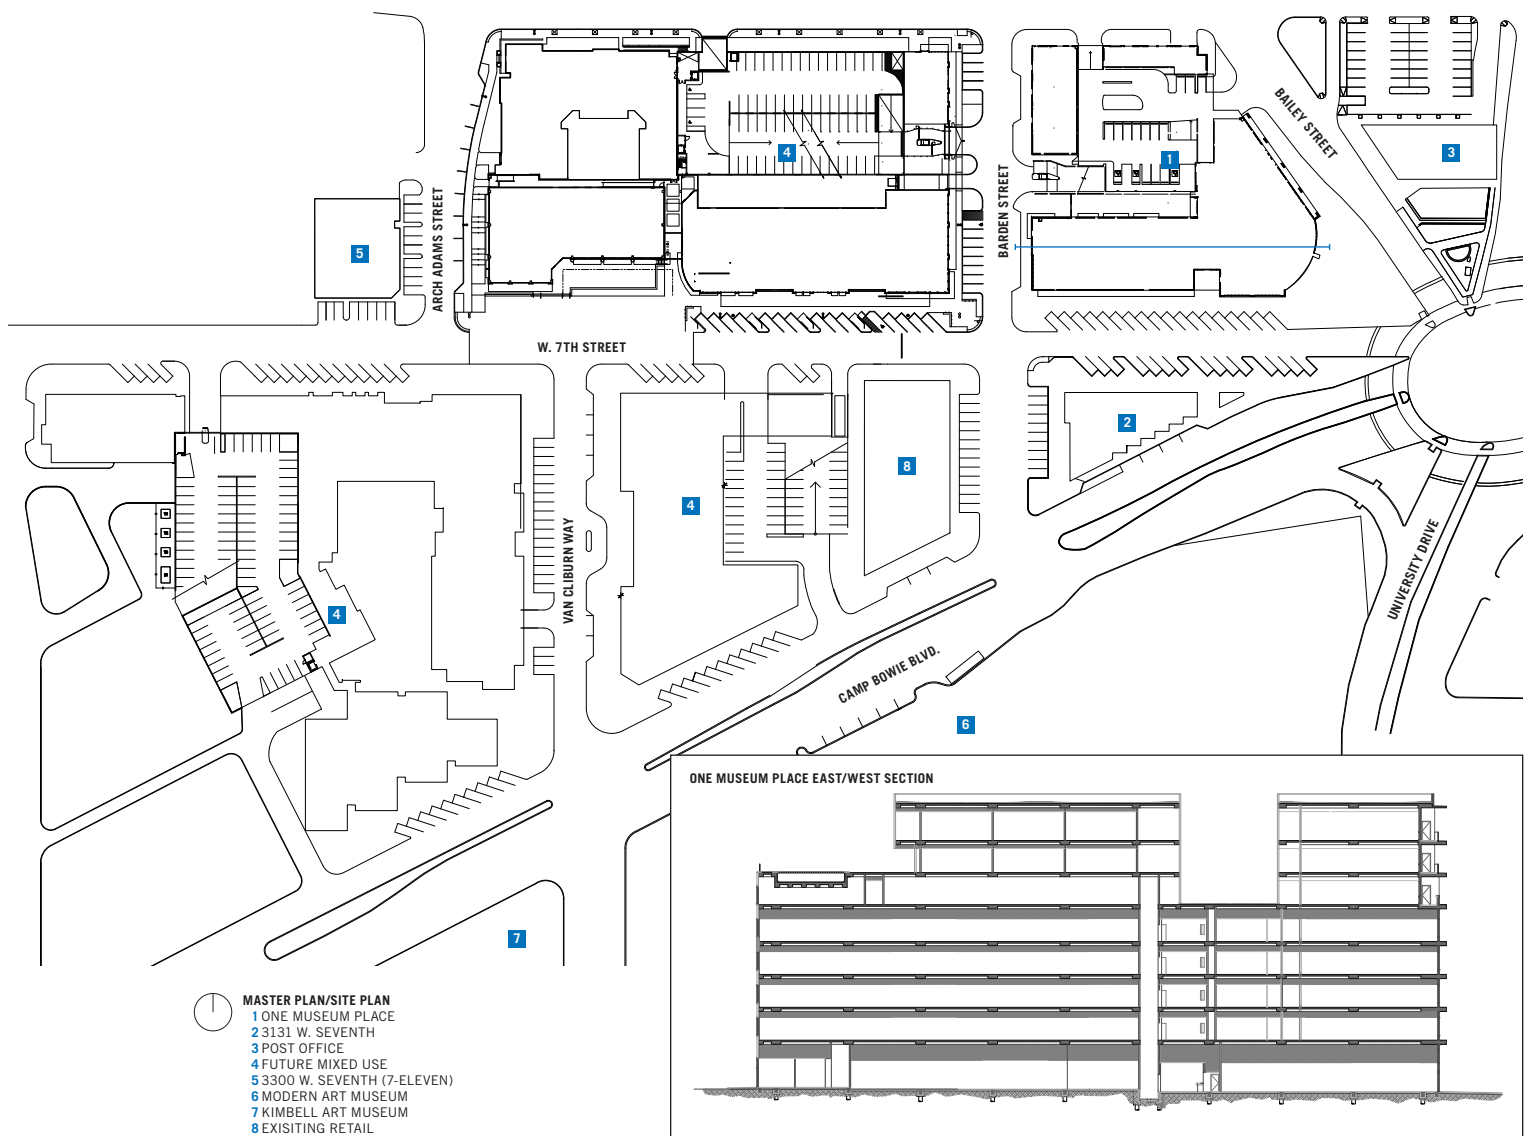 BAILEY STREET
4
1
3
ARCH ADAMS STREET
BARDEN STREET
5
W. 7TH STREET
2
8
4
VAN CLIBURN WAY
UNIVERSITY DRIVE
4
CAMP BOWIE BLVD.
6
ONE MUSEUM PLACE EAST/WEST SECTION
7
MASTER PLAN/SITE PLAN
1 ONE MUSEUM PLACE
2 3131 W. SEVENTH
3 POST OFFICE
4 FUTURE MIXED USE
5 3300 W. SEVENTH (7-ELEVEN)
6 MODERN ART MUSEUM
7 KIMBELL ART MUSEUM
8 EXISITING RETAIL